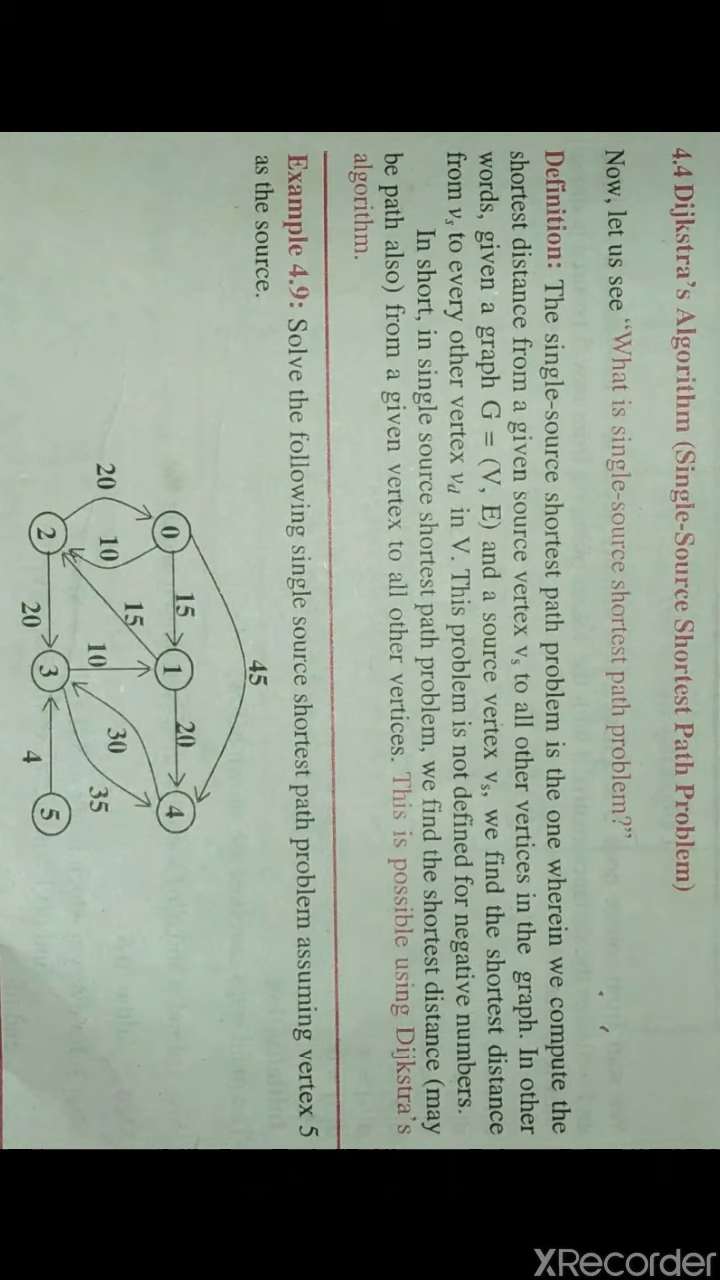 4.4 Dijkstra's Algorithm (Single-Source Shortest Path Problem)
Now, let us see "What is single-source shortest path problem?"
Definition: The single-source shortest path problem is the one wherein we compute the
shortest distance from a given source vertex vs to all other vertices in the graph. In other
words, given a graph G = (V, E) and a source vertex vs, we find the shortest distance
from vs to every other vertex vd in V. This problem is not defined for negative numbers.
In short, in single source shortest path problem, we find the shortest distance (may
be path also) from a given vertex to all other vertices. This is possible using Dijkstra's
algorithm.
Example 4.9: Solve the following single source shortest path problem assuming vertex 5
as the source.
45
0 15 1 20 4
20 10 15 10 30 35
2 20 3 4 5
XRecorder